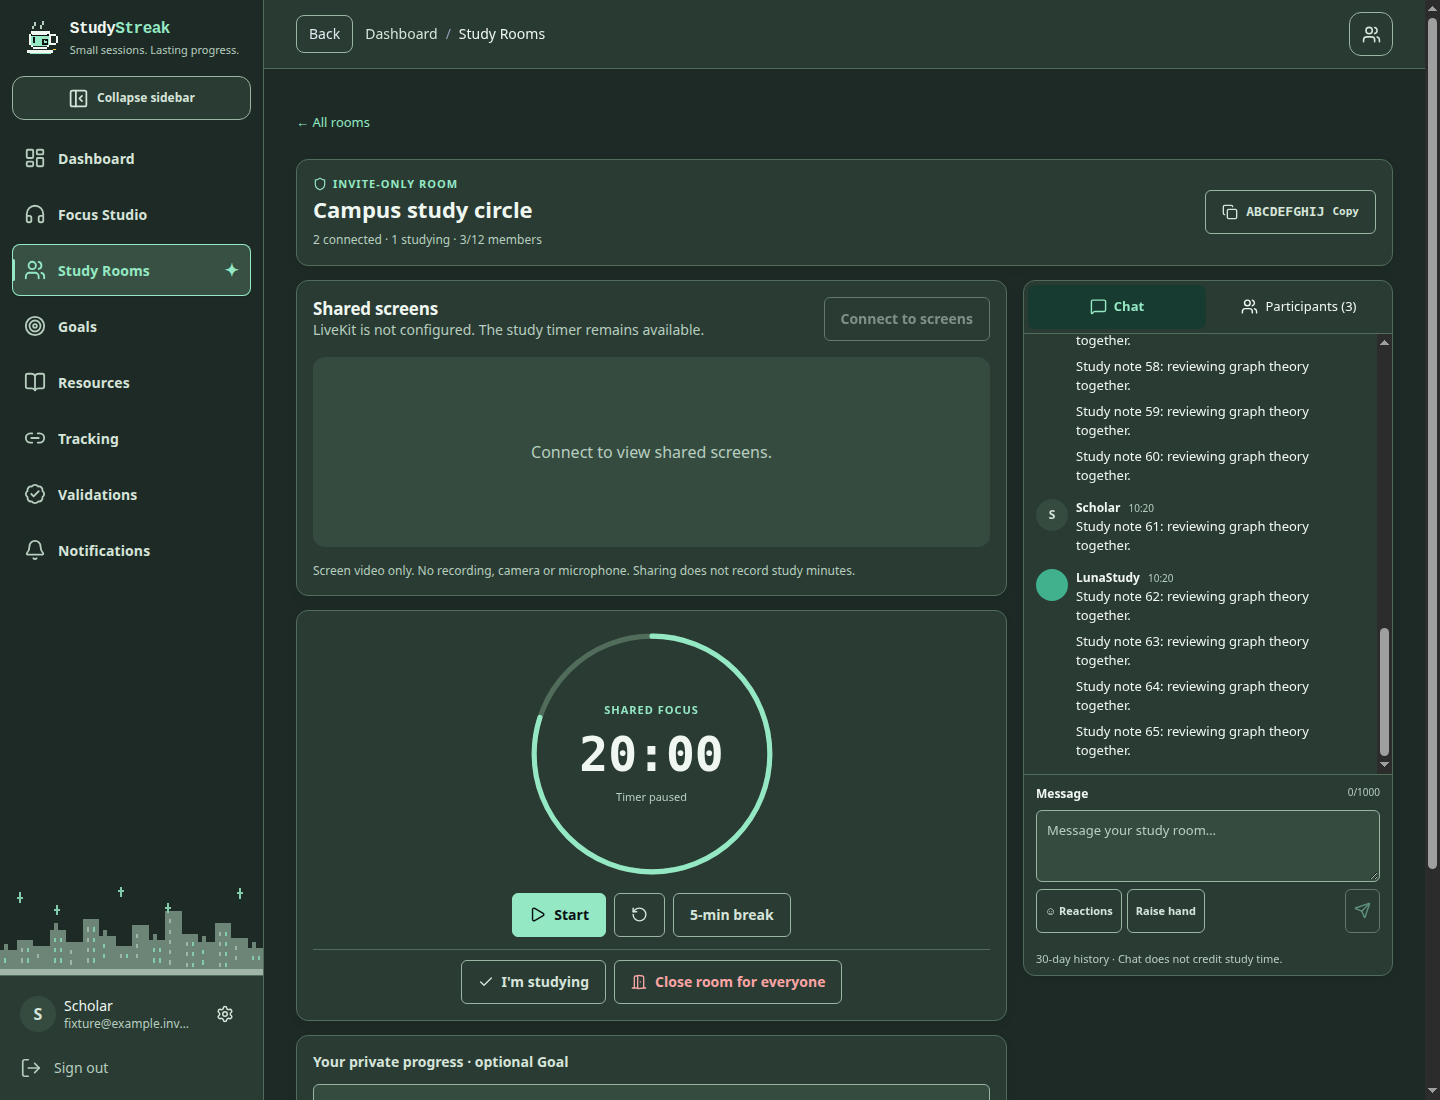 StudyStreak
Small sessions. Lasting progress.
Collapse sidebar
Dashboard
Focus Studio
Study Rooms
Goals
Resources
Tracking
Validations
Notifications
S
Scholar
fixture@example.inv...
Sign out
Back
Dashboard / Study Rooms
← All rooms
INVITE-ONLY ROOM
Campus study circle
2 connected · 1 studying · 3/12 members
ABCDEFGHIJ Copy
Shared screens
LiveKit is not configured. The study timer remains available.
Connect to screens
Connect to view shared screens.
Screen video only. No recording, camera or microphone. Sharing does not record study minutes.
SHARED FOCUS
20:00
Timer paused
Start
5-min break
I'm studying
Close room for everyone
Your private progress · optional Goal
Chat
Participants (3)
together.
Study note 58: reviewing graph theory
together.
Study note 59: reviewing graph theory
together.
Study note 60: reviewing graph theory
together.
S
Scholar 10:20
Study note 61: reviewing graph theory
together.
LunaStudy 10:20
Study note 62: reviewing graph theory
together.
Study note 63: reviewing graph theory
together.
Study note 64: reviewing graph theory
together.
Study note 65: reviewing graph theory
together.
Message 0/1000
Message your study room...
☺ Reactions
Raise hand
30-day history · Chat does not credit study time.